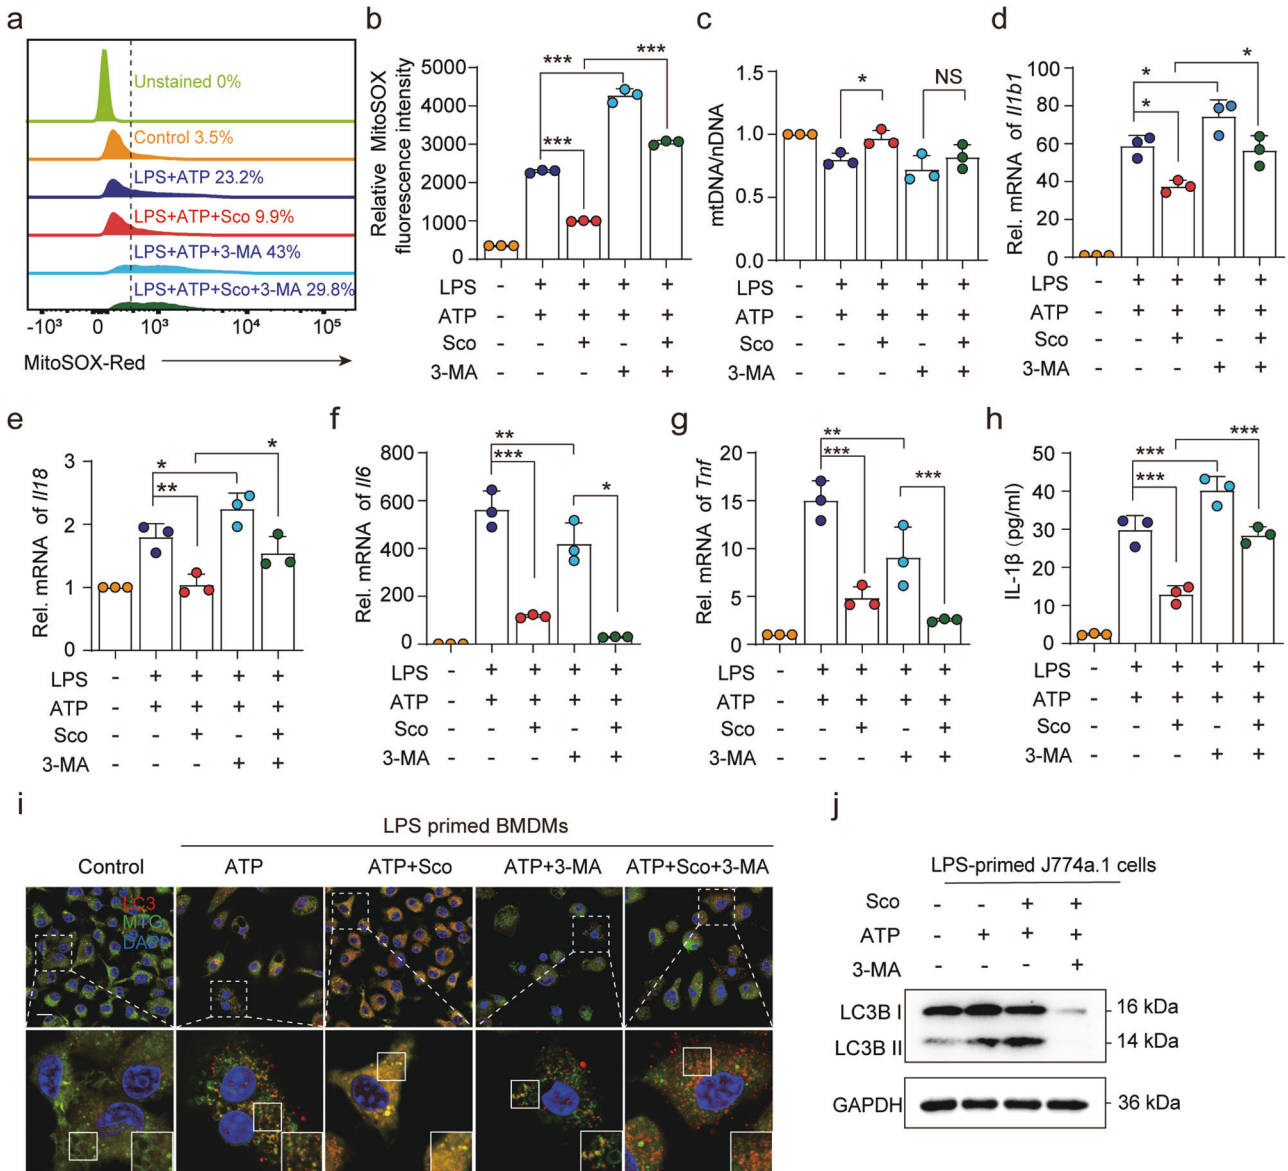 a
Unstained 0%
Control 3.5%
LPS+ATP 23.2%
LPS+ATP+Sco 9.9%
LPS+ATP+3-MA 43%
LPS+ATP+Sco+3-MA 29.8%
-10³ 0 10³ 10⁴ 10⁵
MitoSOX-Red
b
Relative MitoSOX
fluorescence intensity
5000
4000
3000
2000
1000
0
*** ***
***
LPS - + + + +
ATP - + + + +
Sco - - + - +
3-MA - - - + +
c
mtDNA/nDNA
1.5
1.0
0.5
0.0
* NS
LPS - + + + +
ATP - + + + +
Sco - - + - +
3-MA - - - + +
d
Rel. mRNA of Il1b1
100
80
60
40
20
0
* *
*
LPS - + + + +
ATP - + + + +
Sco - - + - +
3-MA - - - + +
e
Rel. mRNA of Il18
3
2
1
0
* *
**
LPS - + + + +
ATP - + + + +
Sco - - + - +
3-MA - - - + +
f
Rel. mRNA of Il6
800
600
400
200
0
**
*** *
LPS - + + + +
ATP - + + + +
Sco - - + - +
3-MA - - - + +
g
Rel. mRNA of Tnf
20
15
10
5
0
**
*** ***
LPS - + + + +
ATP - + + + +
Sco - - + - +
3-MA - - - + +
h
IL-1β (pg/ml)
50
40
30
20
10
0
*** ***
***
LPS - + + + +
ATP - + + + +
Sco - - + - +
3-MA - - - + +
i
LPS primed BMDMs
Control ATP ATP+Sco ATP+3-MA ATP+Sco+3-MA
LC3
MTG
DAPI
j
LPS-primed J774a.1 cells
Sco - - + +
ATP - + + +
3-MA - - - +
LC3B I - 16 kDa
LC3B II - 14 kDa
GAPDH - 36 kDa